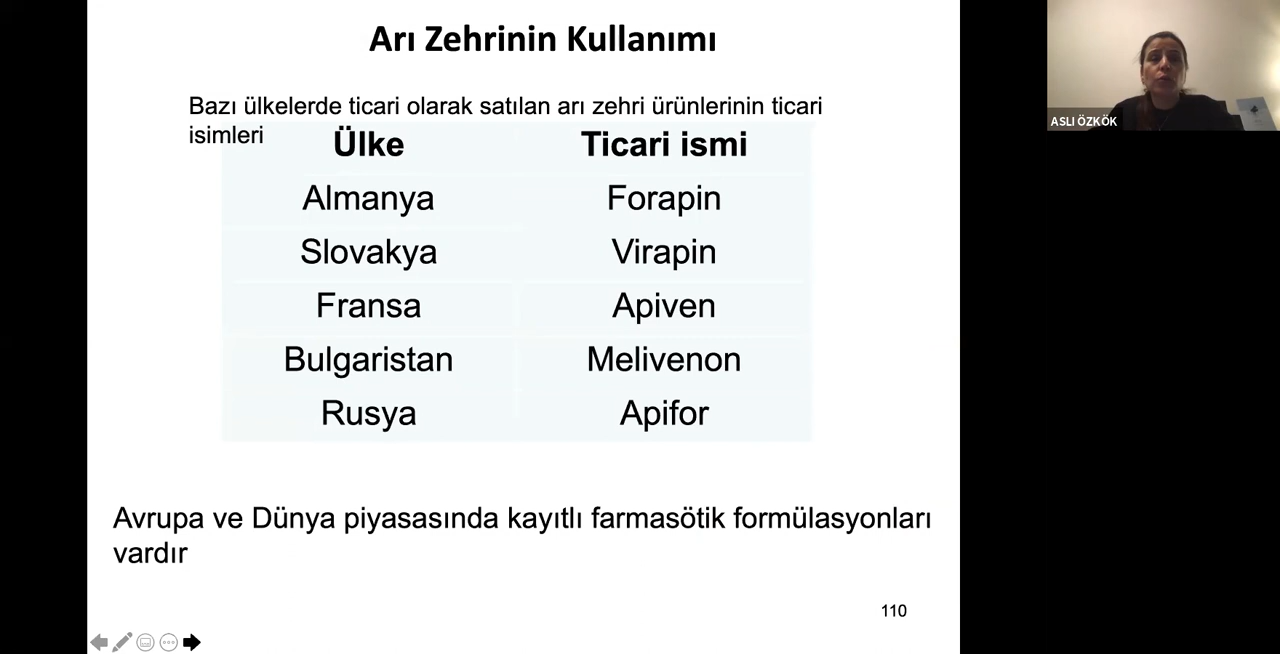 Arı Zehrinin Kullanımı
Bazı ülkelerde ticari olarak satılan arı zehri ürünlerinin ticari
isimleri
Ülke Ticari ismi
Almanya Forapin
Slovakya Virapin
Fransa Apiven
Bulgaristan Melivenon
Rusya Apifor
Avrupa ve Dünya piyasasında kayıtlı farmasötik formülasyonları
vardır
110
ASLI ÖZKÖK